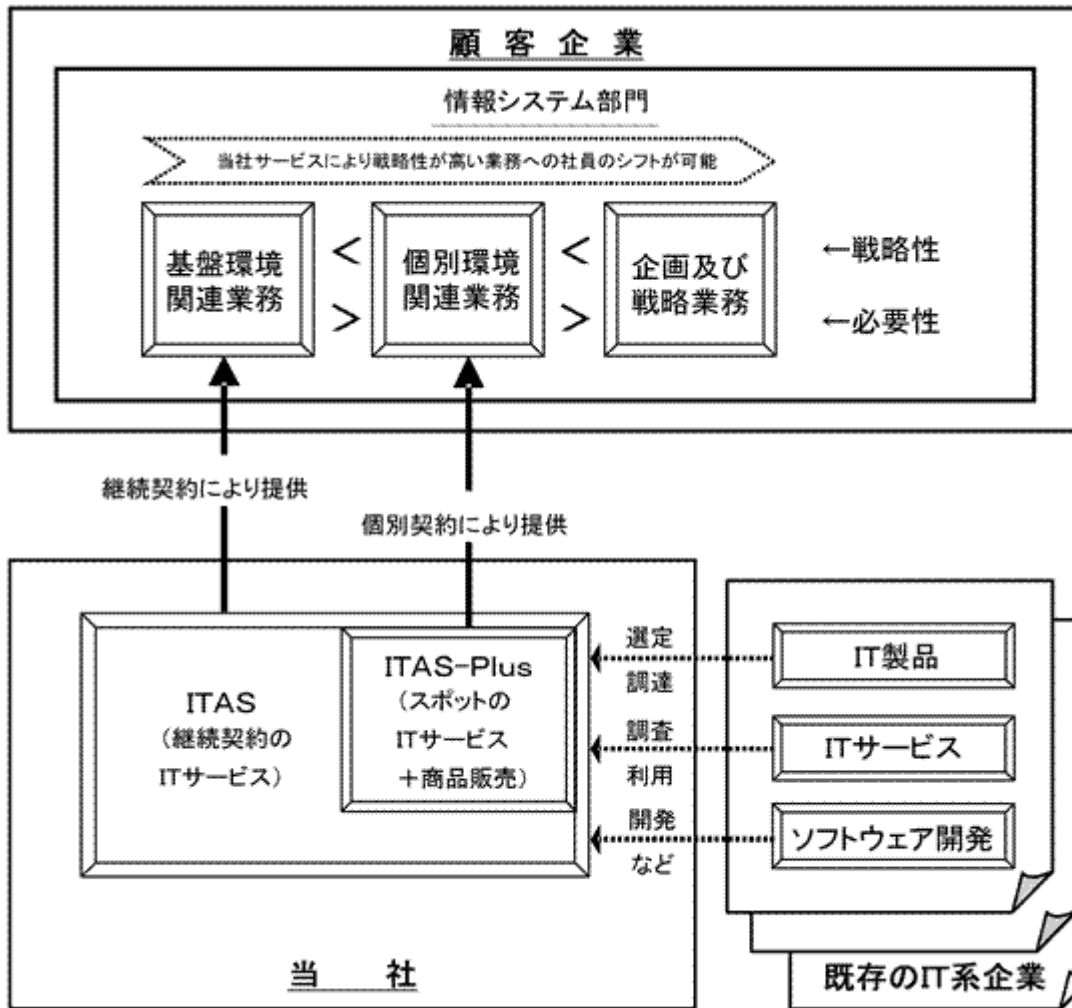 顧客企業
情報システム部門
当社サービスにより戦略性が高い業務への社員のシフトが可能
基盤環境
関連業務
<
>
個別環境
関連業務
<
>
企画及び
戦略業務
←戦略性
←必要性
継続契約により提供
個別契約により提供
ITAS
(継続契約の
ITサービス)
ITAS-Plus
(スポットの
ITサービス
+商品販売)
選定
調達
調査
利用
開発
など
IT製品
ITサービス
ソフトウェア開発
当社
既存のIT系企業